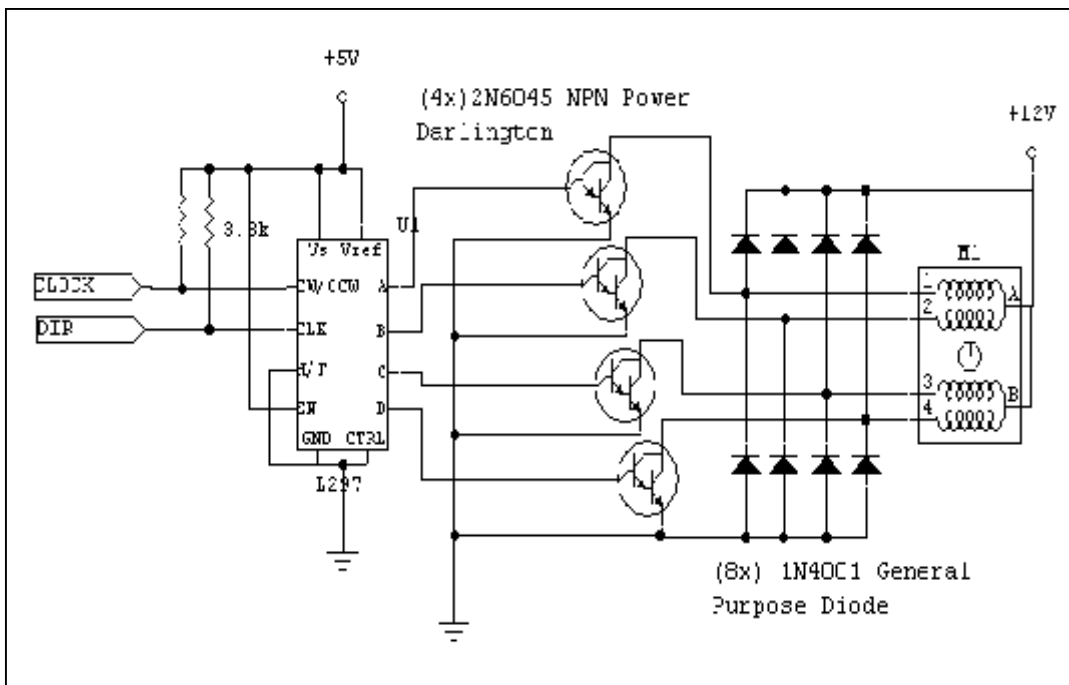 +5V
(4x)2N6045 NPN Power
Darlington
+12V
3.3k
U1
Vs Vref
M1
CLOCK
CW/CCW A
1
A
2
DIR
CLK B
H/F C
3
B
EN D
4
GND CTRL
L297
(8x) 1N4001 General
Purpose Diode